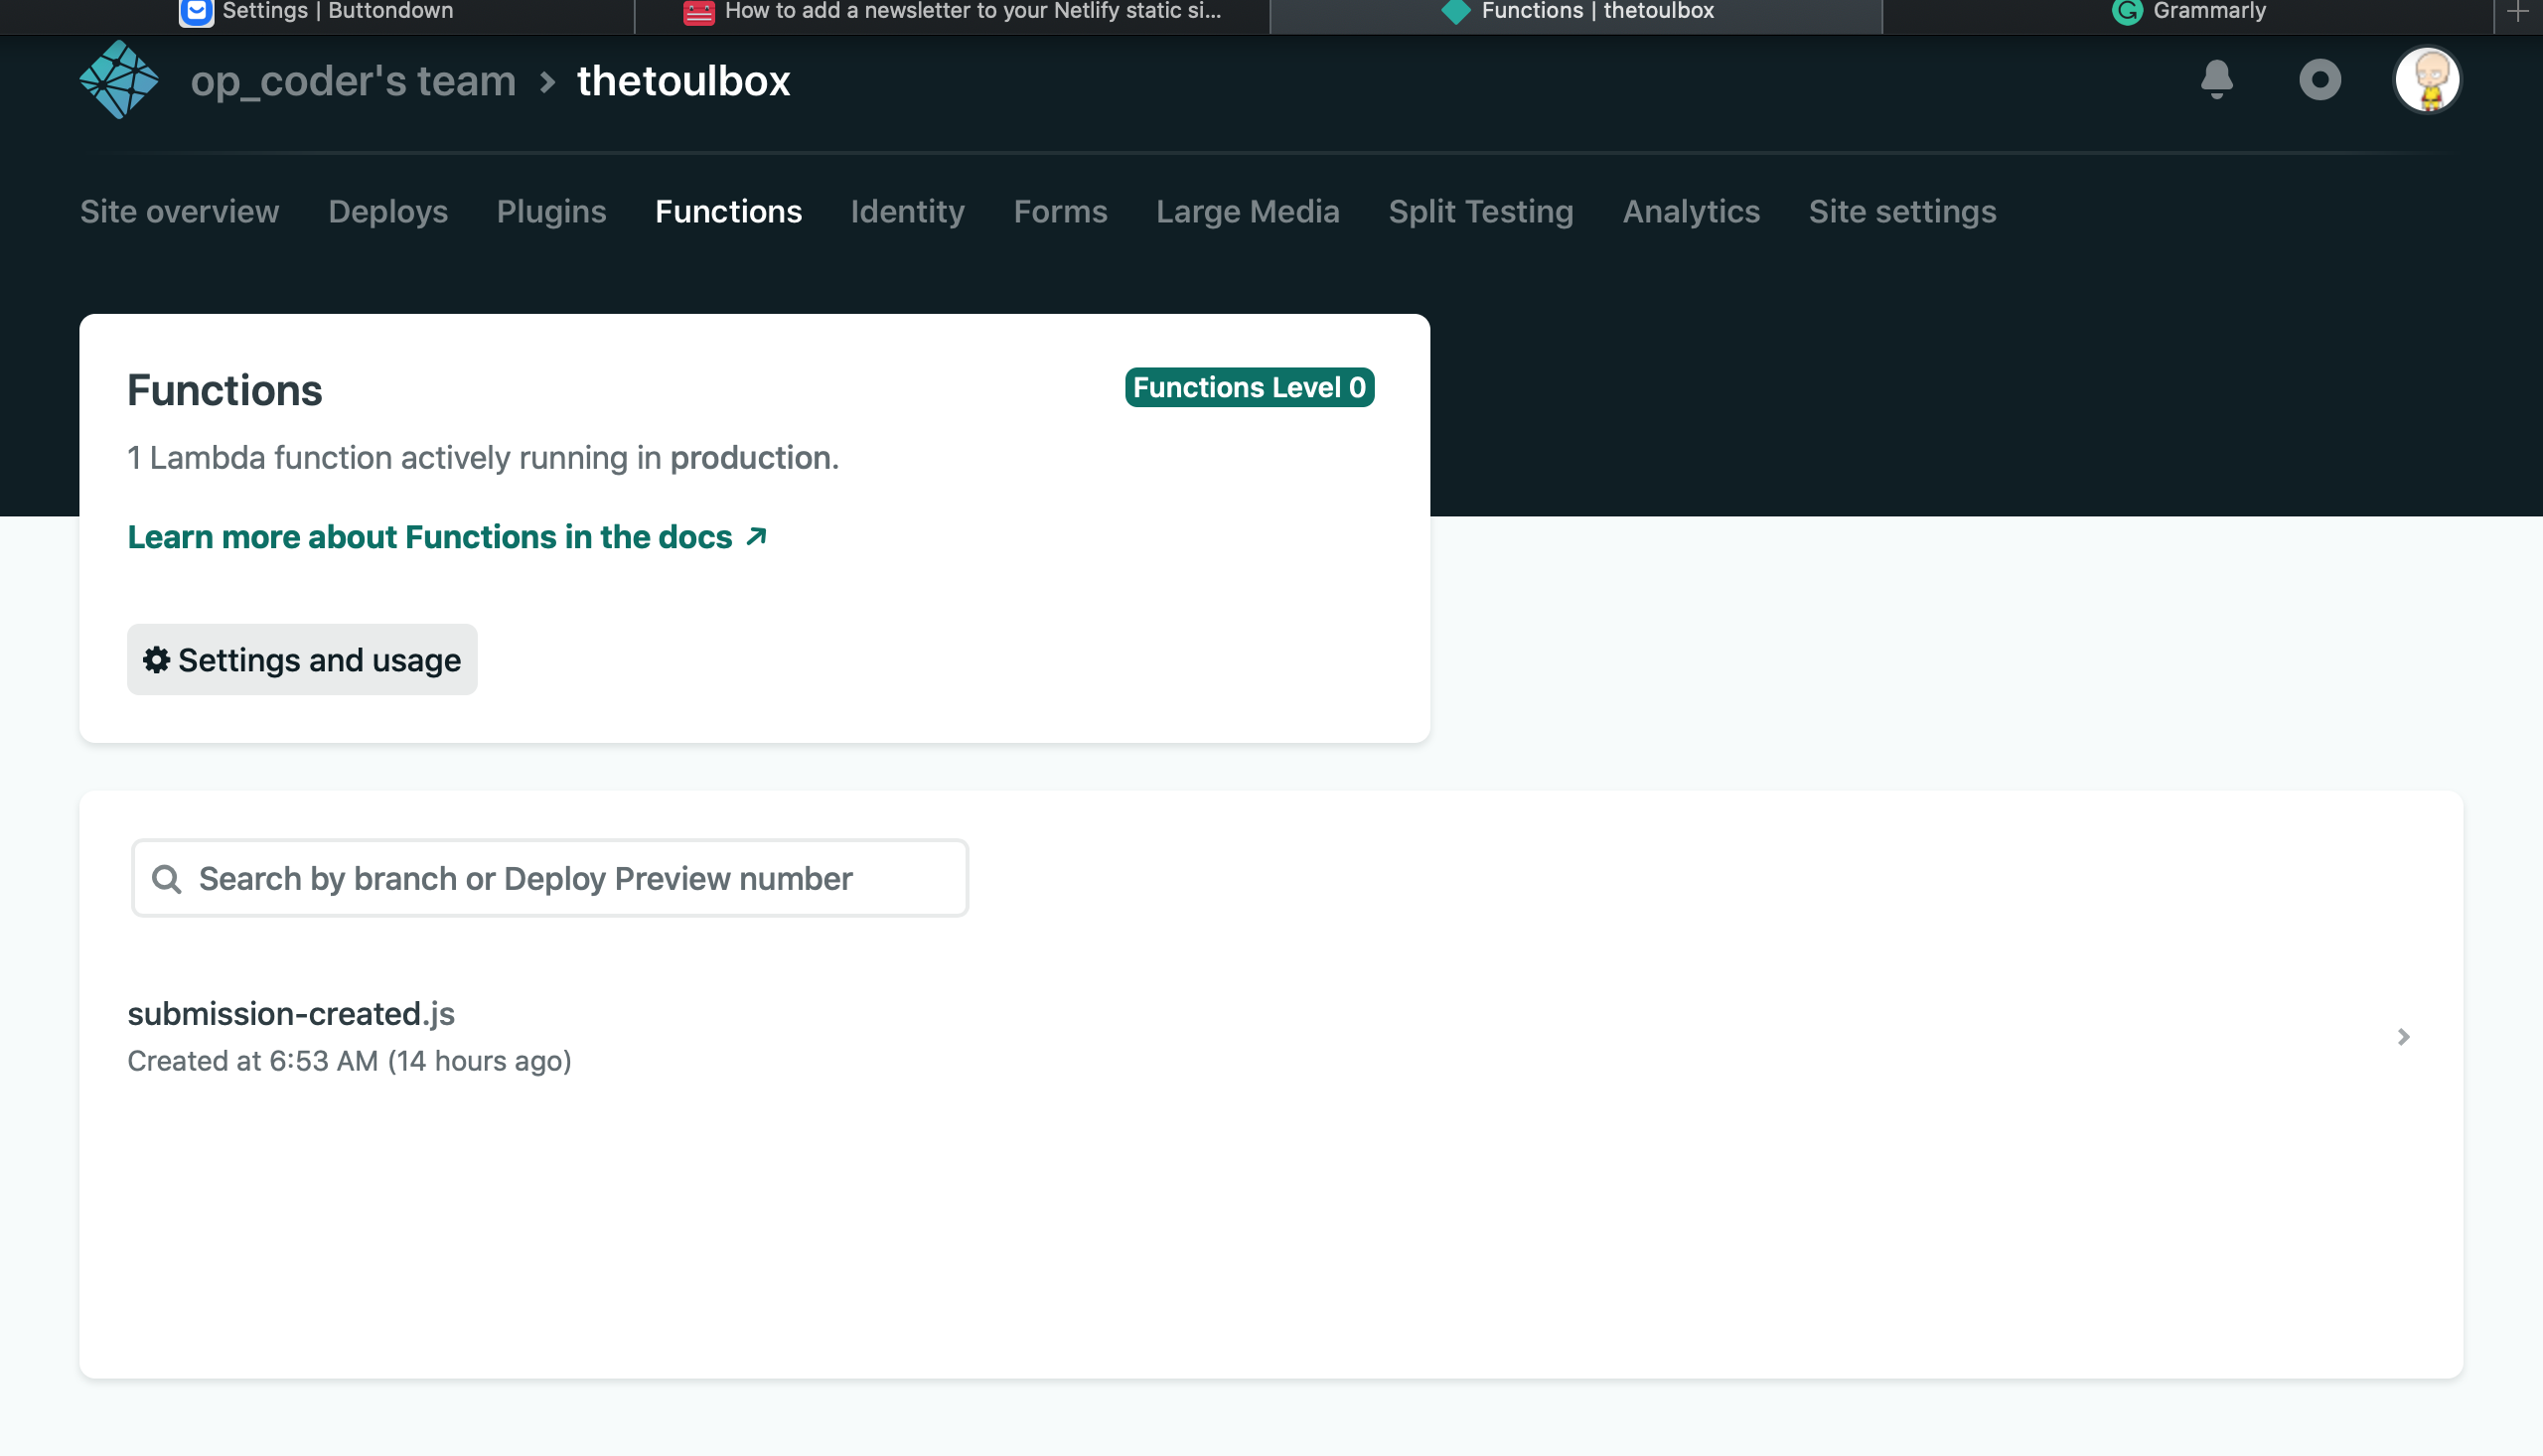 Settings | Buttondown
How to add a newsletter to your Netlify static si...
Functions | thetoulbox
Grammarly
op_coder's team > thetoulbox
Site overview Deploys Plugins Functions Identity Forms Large Media Split Testing Analytics Site settings
Functions
Functions Level 0
1 Lambda function actively running in production.
Learn more about Functions in the docs
Settings and usage
Search by branch or Deploy Preview number
submission-created.js
Created at 6:53 AM (14 hours ago)